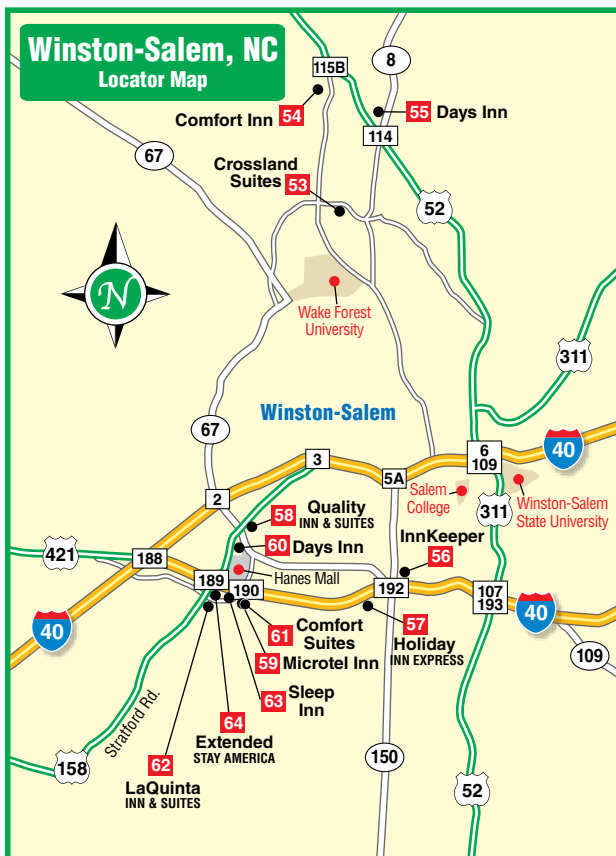 Winston-Salem, NC
Locator Map
115B
8
Comfort Inn
54
55
Days Inn
114
67
Crossland
Suites
53
52
N
Wake Forest
University
311
Winston-Salem
67
3
6
109
40
5A
2
Salem
College
Winston-Salem
State University
58
Quality
INN & SUITES
311
InnKeeper
421
188
60
Days Inn
56
Hanes Mall
189
190
192
107
193
40
40
61
Comfort
Suites
57
Holiday
INN EXPRESS
59
Microtel Inn
109
63
Sleep
Inn
Stratford Rd.
64
Extended
STAY AMERICA
150
158
62
LaQuinta
INN & SUITES
52